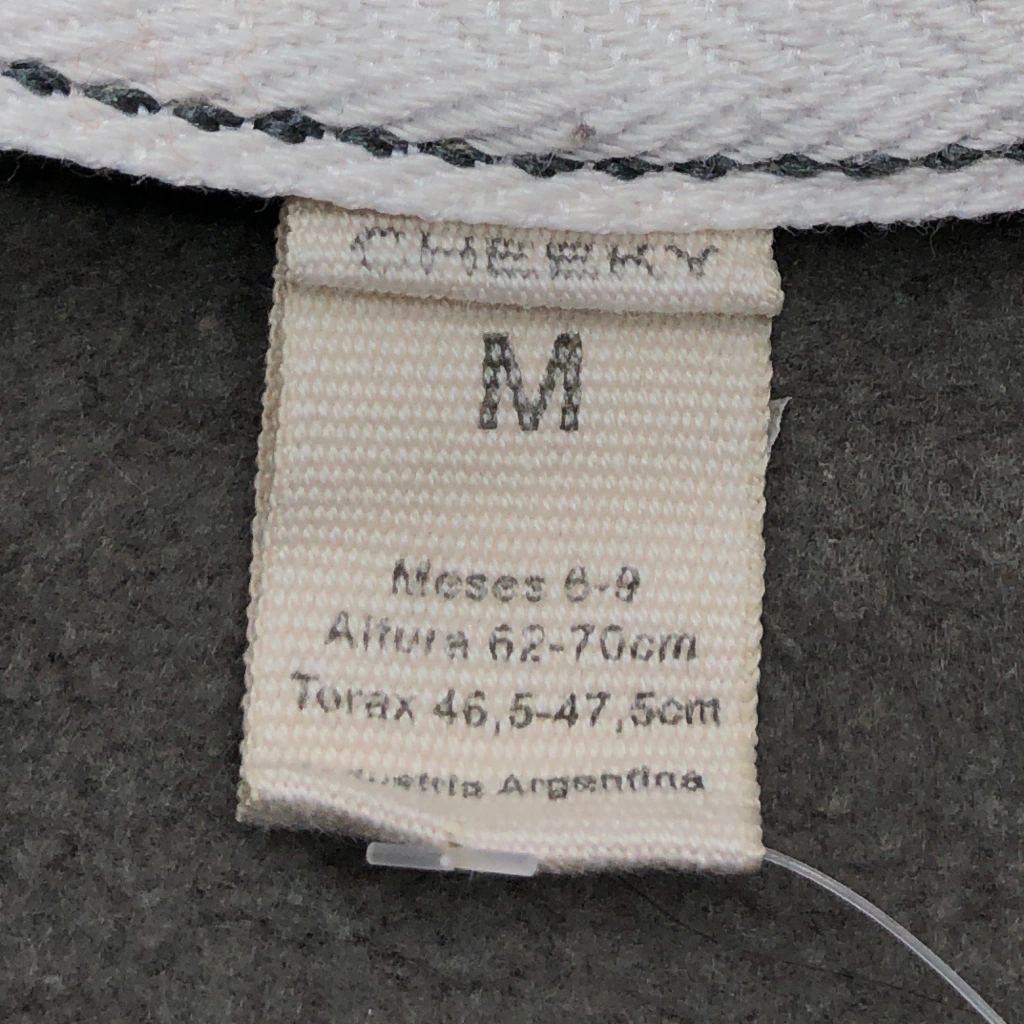 CHEEKY
M
Meses 6-9
Altura 62-70cm
Torax 46,5-47,5cm
Argentina